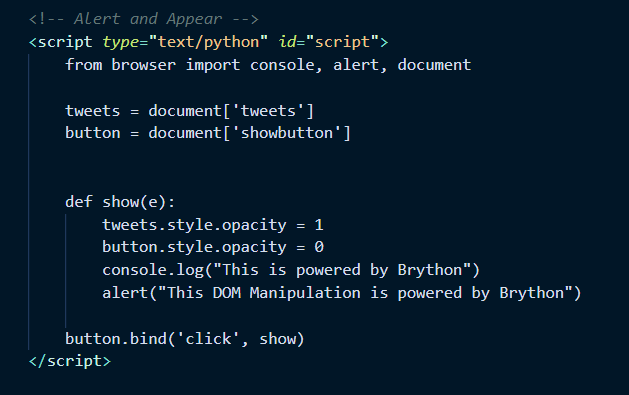 <!-- Alert and Appear -->
<script type="text/python" id="script">
    from browser import console, alert, document

    tweets = document['tweets']
    button = document['showbutton']


    def show(e):
        tweets.style.opacity = 1
        button.style.opacity = 0
        console.log("This is powered by Brython")
        alert("This DOM Manipulation is powered by Brython")

    button.bind('click', show)
</script>